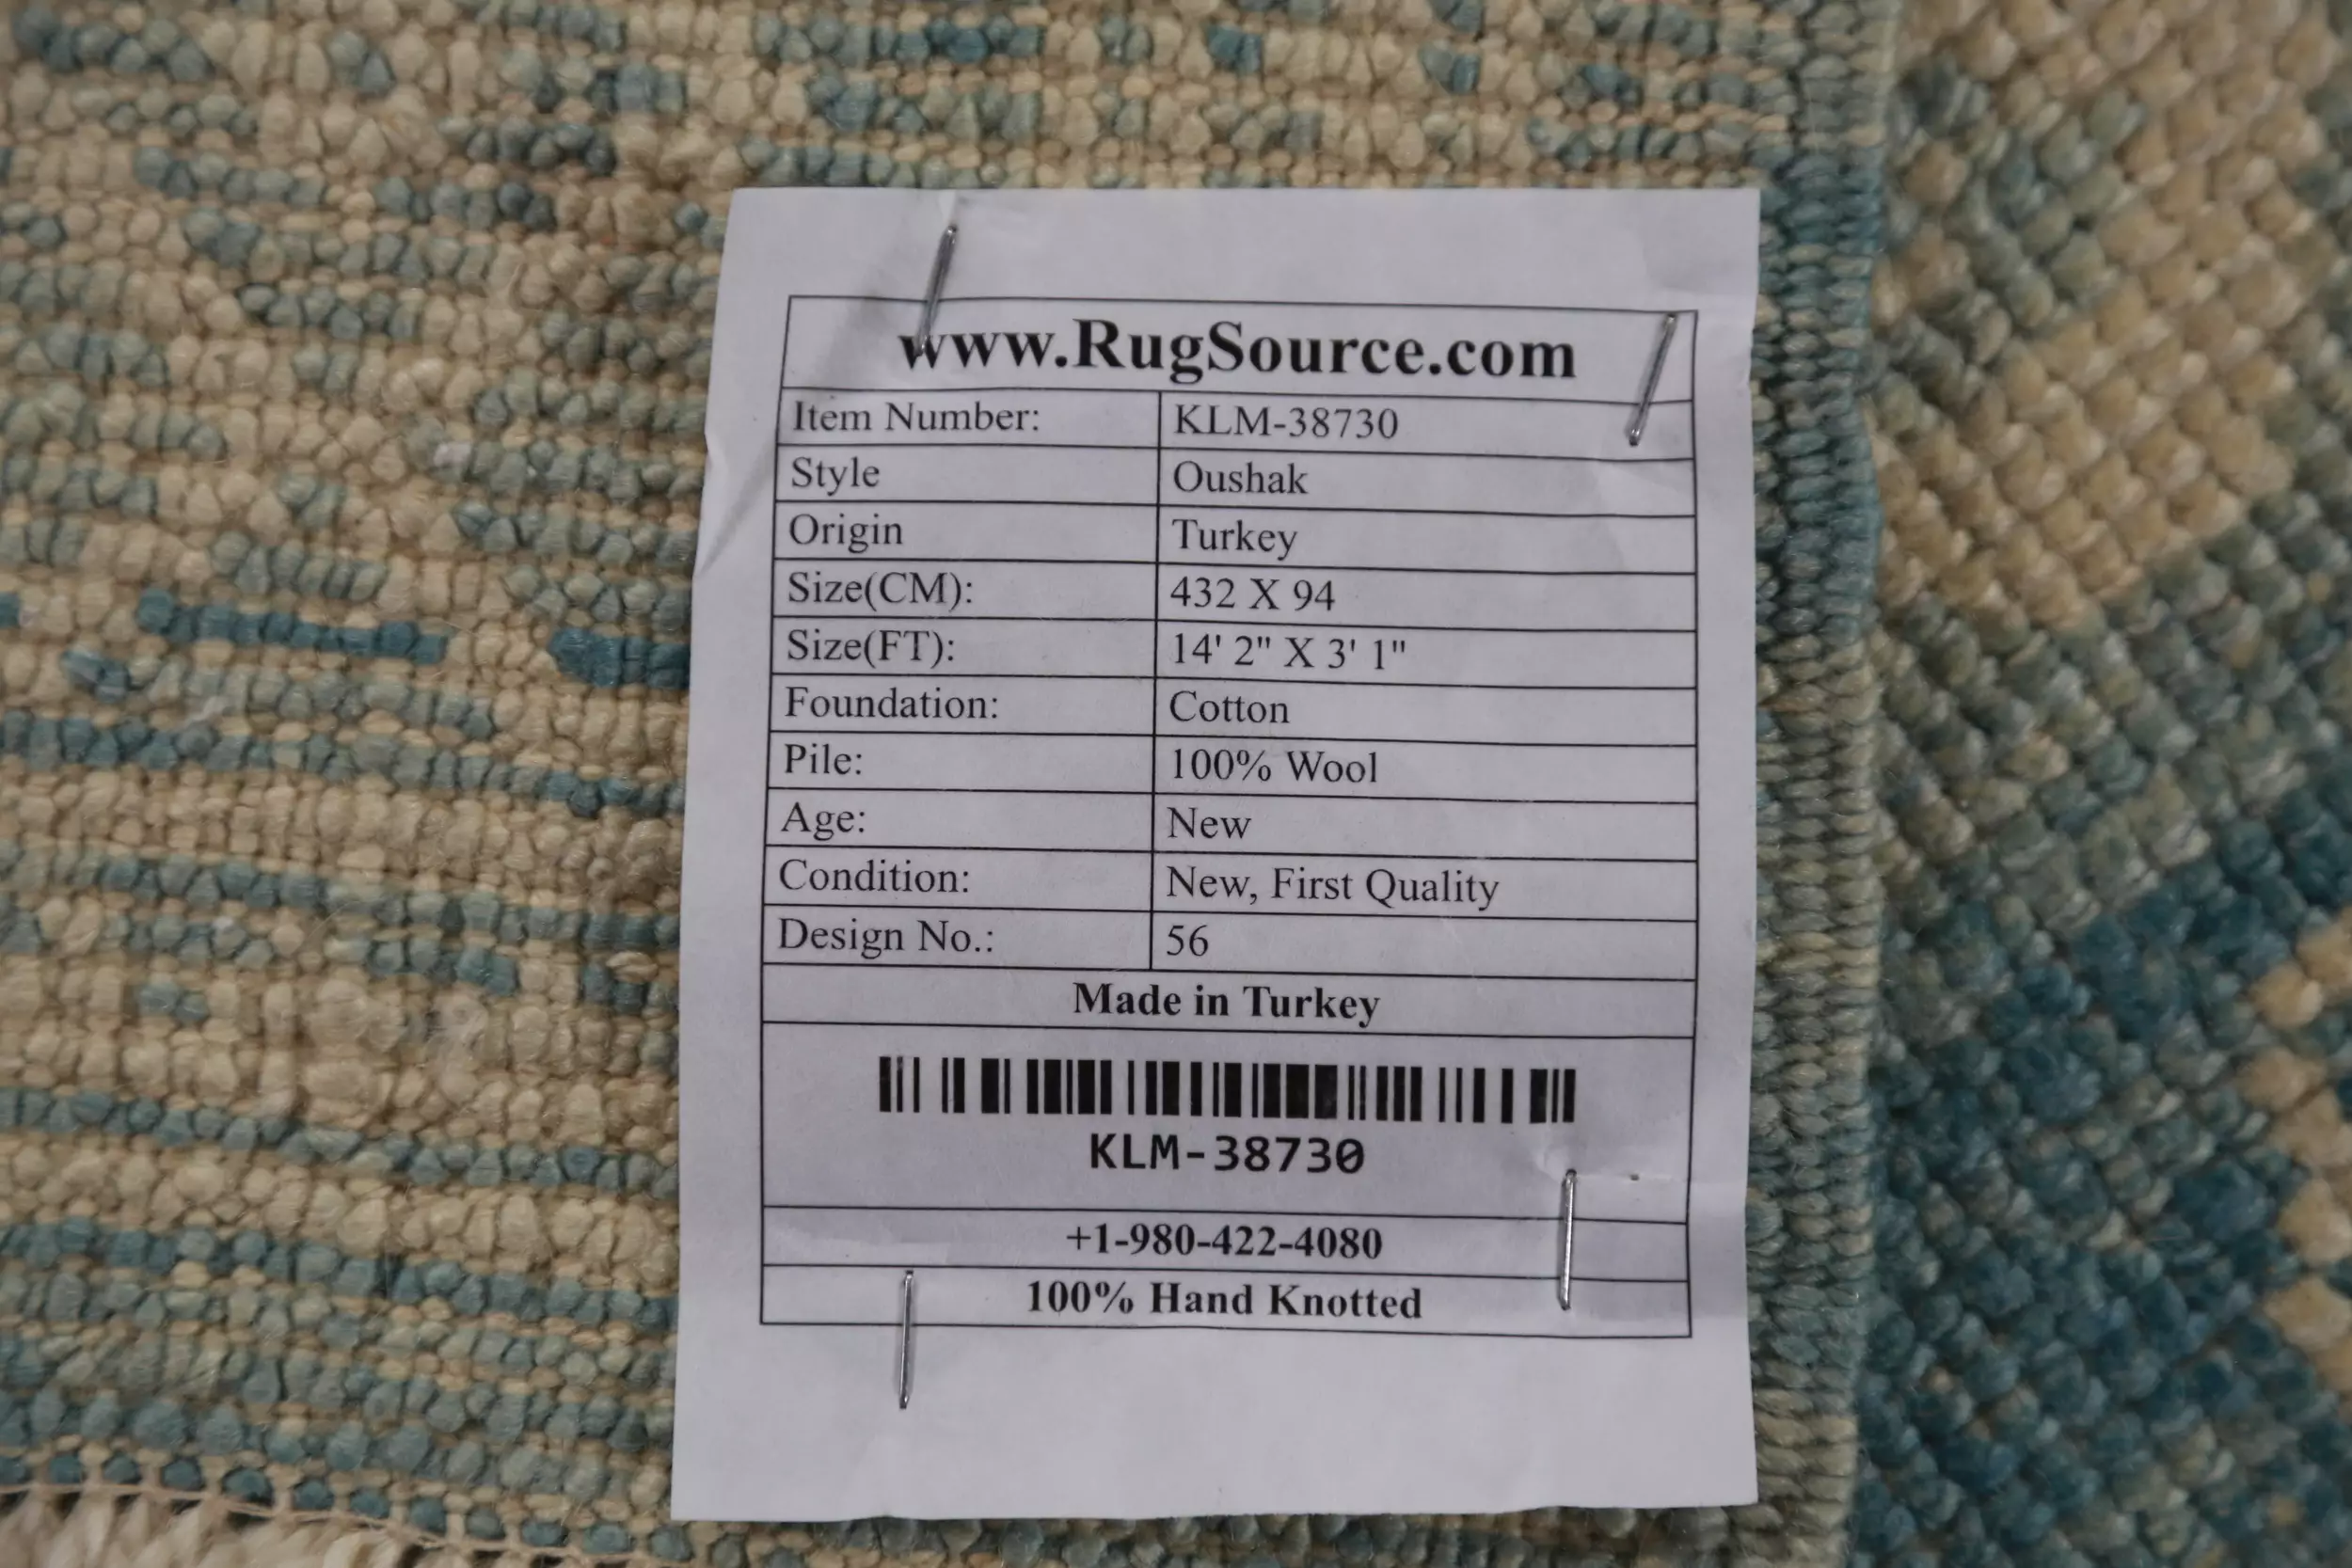 www.RugSource.com
Item Number: KLM-38730
Style Oushak
Origin Turkey
Size(CM): 432 X 94
Size(FT): 14' 2" X 3' 1"
Foundation: Cotton
Pile: 100% Wool
Age: New
Condition: New, First Quality
Design No.: 56
Made in Turkey
KLM-38730
+1-980-422-4080
100% Hand Knotted